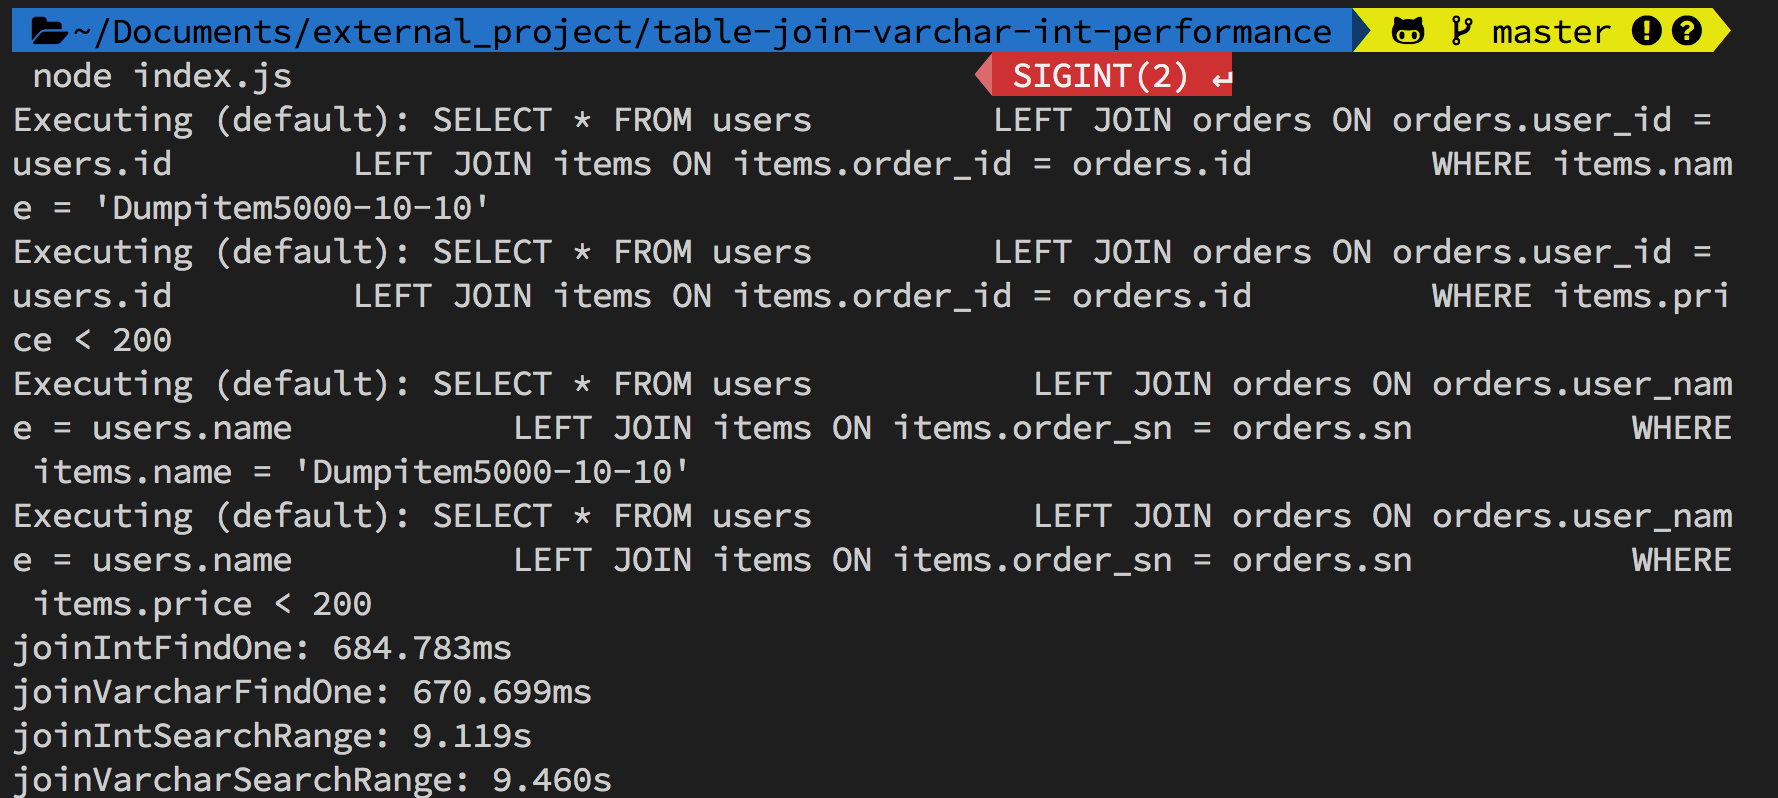 ~/Documents/external_project/table-join-varchar-int-performance master
node index.js SIGINT(2) ↵
Executing (default): SELECT * FROM users         LEFT JOIN orders ON orders.user_id =
users.id         LEFT JOIN items ON items.order_id = orders.id         WHERE items.nam
e = 'Dumpitem5000-10-10'
Executing (default): SELECT * FROM users         LEFT JOIN orders ON orders.user_id =
users.id         LEFT JOIN items ON items.order_id = orders.id         WHERE items.pri
ce < 200
Executing (default): SELECT * FROM users           LEFT JOIN orders ON orders.user_nam
e = users.name           LEFT JOIN items ON items.order_sn = orders.sn           WHERE
 items.name = 'Dumpitem5000-10-10'
Executing (default): SELECT * FROM users           LEFT JOIN orders ON orders.user_nam
e = users.name           LEFT JOIN items ON items.order_sn = orders.sn           WHERE
 items.price < 200
joinIntFindOne: 684.783ms
joinVarcharFindOne: 670.699ms
joinIntSearchRange: 9.119s
joinVarcharSearchRange: 9.460s